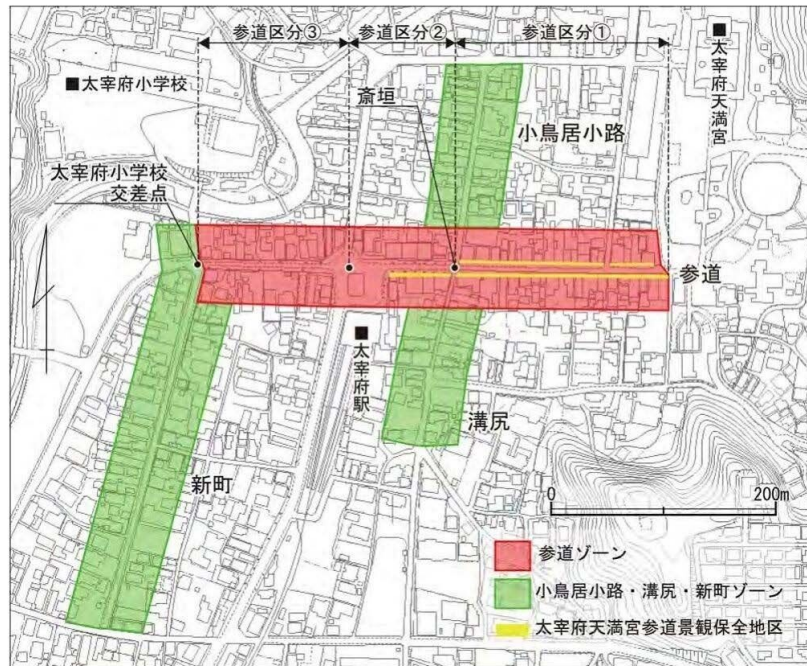 参道区分③
参道区分②
参道区分①
■太宰府小学校
斎垣
■太宰府天満宮
小鳥居小路
太宰府小学校
交差点
参道
■太宰府駅
溝尻
新町
0 200m
参道ゾーン
小鳥居小路・溝尻・新町ゾーン
太宰府天満宮参道景観保全地区